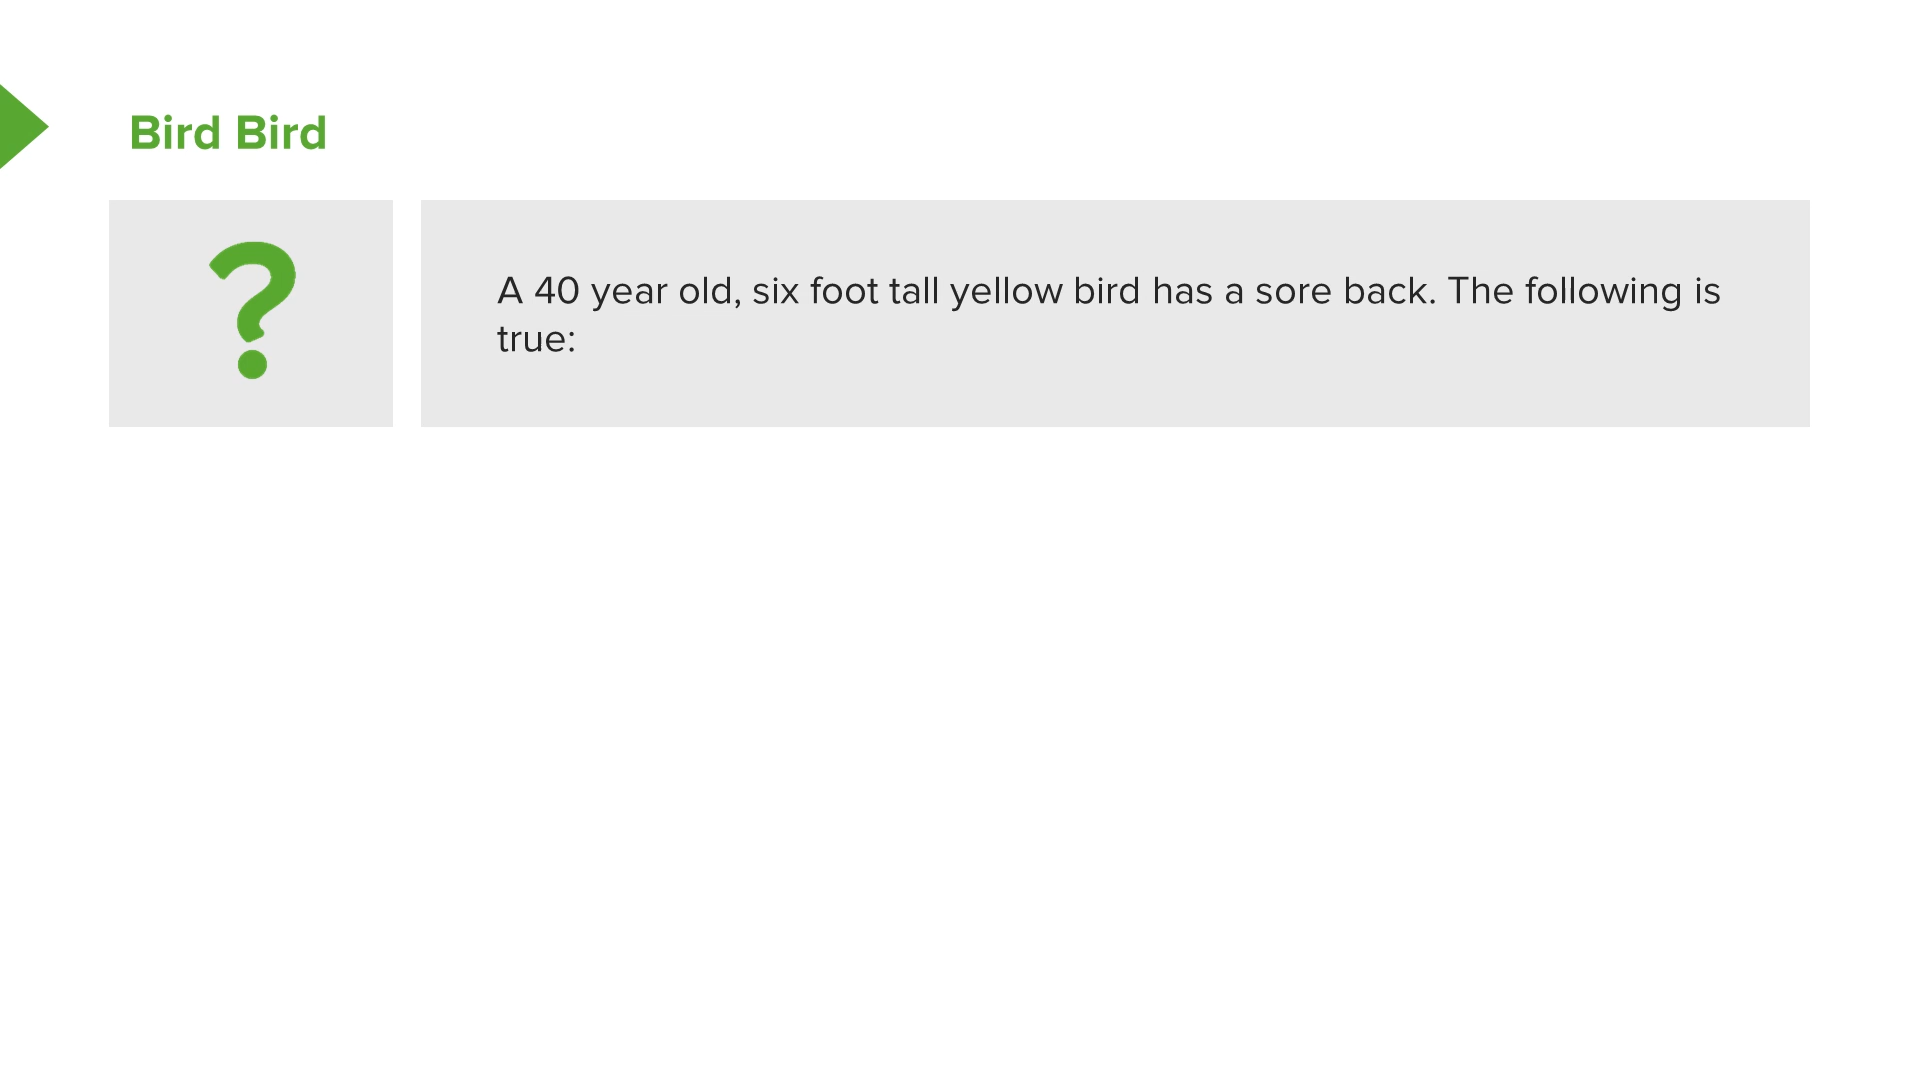 Bird Bird
?
A 40 year old, six foot tall yellow bird has a sore back. The following is
true: